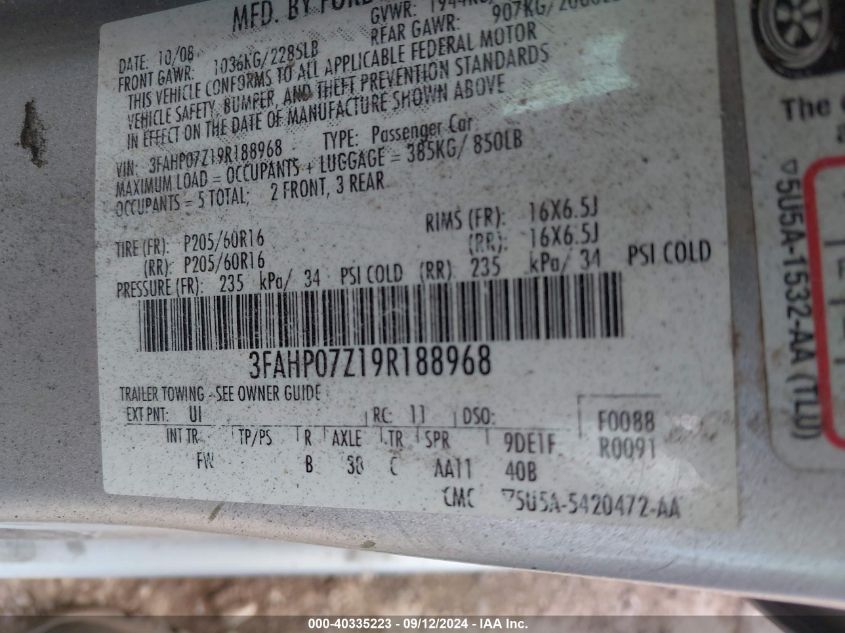 MFD. BY FORD
DATE: 10/08
GVWR:
FRONT GAWR: 1036KG/2285LB
REAR GAWR: 907KG/
THIS VEHICLE CONFORMS TO ALL APPLICABLE FEDERAL MOTOR
VEHICLE SAFETY, BUMPER, AND THEFT PREVENTION STANDARDS
IN EFFECT ON THE DATE OF MANUFACTURE SHOWN ABOVE
VIN: 3FAHP07Z19R188968 TYPE: Passenger Car
MAXIMUM LOAD = OCCUPANTS + LUGGAGE = 385KG/ 850LB
OCCUPANTS = 5 TOTAL; 2 FRONT, 3 REAR
TIRE (FR): P205/60R16 RIMS (FR): 16X6.5J
(RR): P205/60R16 (RR): 16X6.5J
PRESSURE (FR): 235 kPa/ 34 PSI COLD (RR) 235 kPa/ 34 PSI COLD
3FAHP07Z19R188968
TRAILER TOWING - SEE OWNER GUIDE
EXT PNT: UI RC: 11 DSO: F0088
INT TR TP/PS R AXLE TR SPR 9DE1F R0091
FW B 38 C AA11 40B
CMC 75U5A-5420472-AA
The
5U5A-1532-AA (TLU)
000-40335223 - 09/12/2024 - IAA Inc.